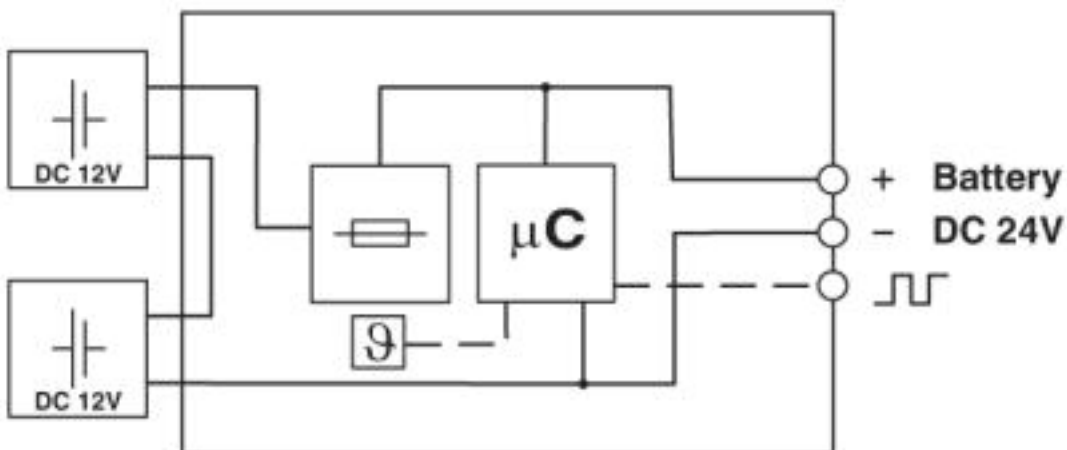 DC 12V
DC 12V
μC
ϑ
+ Battery
− DC 24V